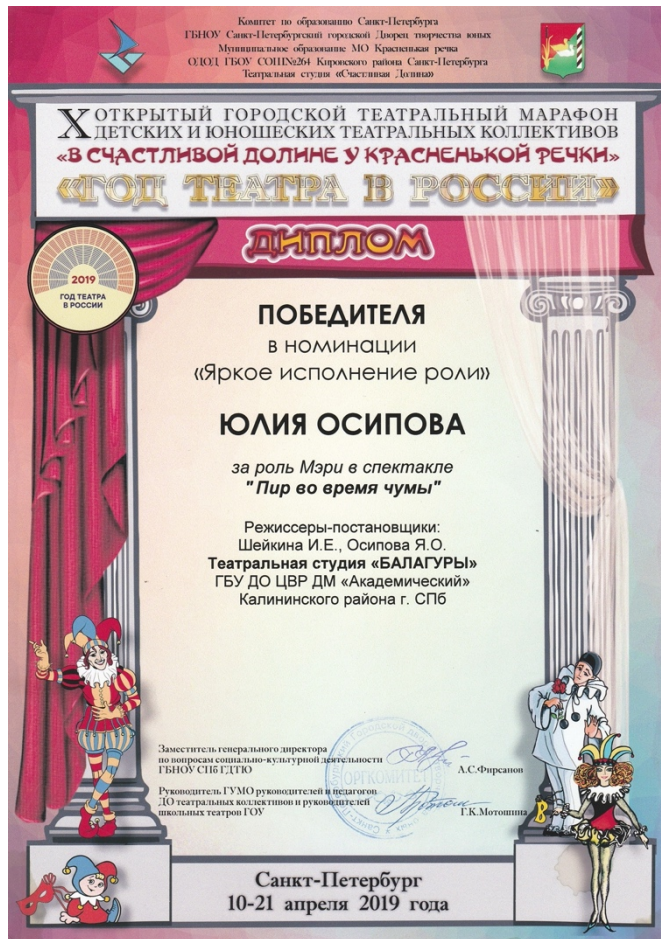 Комитет по образованию Санкт-Петербурга
ГБНОУ Санкт-Петербургский городской Дворец творчества юных
Муниципальное образование МО Красненькая речка
ОДОД ГБОУ СОШ№264 Кировского района Санкт-Петербурга
Театральная студия «Счастливая Долина»
X ОТКРЫТЫЙ ГОРОДСКОЙ ТЕАТРАЛЬНЫЙ МАРАФОН
ДЕТСКИХ И ЮНОШЕСКИХ ТЕАТРАЛЬНЫХ КОЛЛЕКТИВОВ
«В СЧАСТЛИВОЙ ДОЛИНЕ У КРАСНЕНЬКОЙ РЕЧКИ»
«ГОД ТЕАТРА В РОССИИ»
ДИПЛОМ
2019
ГОД ТЕАТРА
В РОССИИ
ПОБЕДИТЕЛЯ
в номинации
«Яркое исполнение роли»
ЮЛИЯ ОСИПОВА
за роль Мэри в спектакле
"Пир во время чумы"
Режиссеры-постановщики:
Шейкина И.Е., Осипова Я.О.
Театральная студия «БАЛАГУРЫ»
ГБУ ДО ЦВР ДМ «Академический»
Калининского района г. СПб
Заместитель генерального директора
по вопросам социально-культурной деятельности
ГБНОУ СПб ГДТЮ
А.С.Фирсанов
ОРГКОМИТЕТ
Руководитель ГУМО руководителей и педагогов
ДО театральных коллективов и руководителей
школьных театров ГОУ
Г.К.Мотошина
Санкт-Петербург
10-21 апреля 2019 года